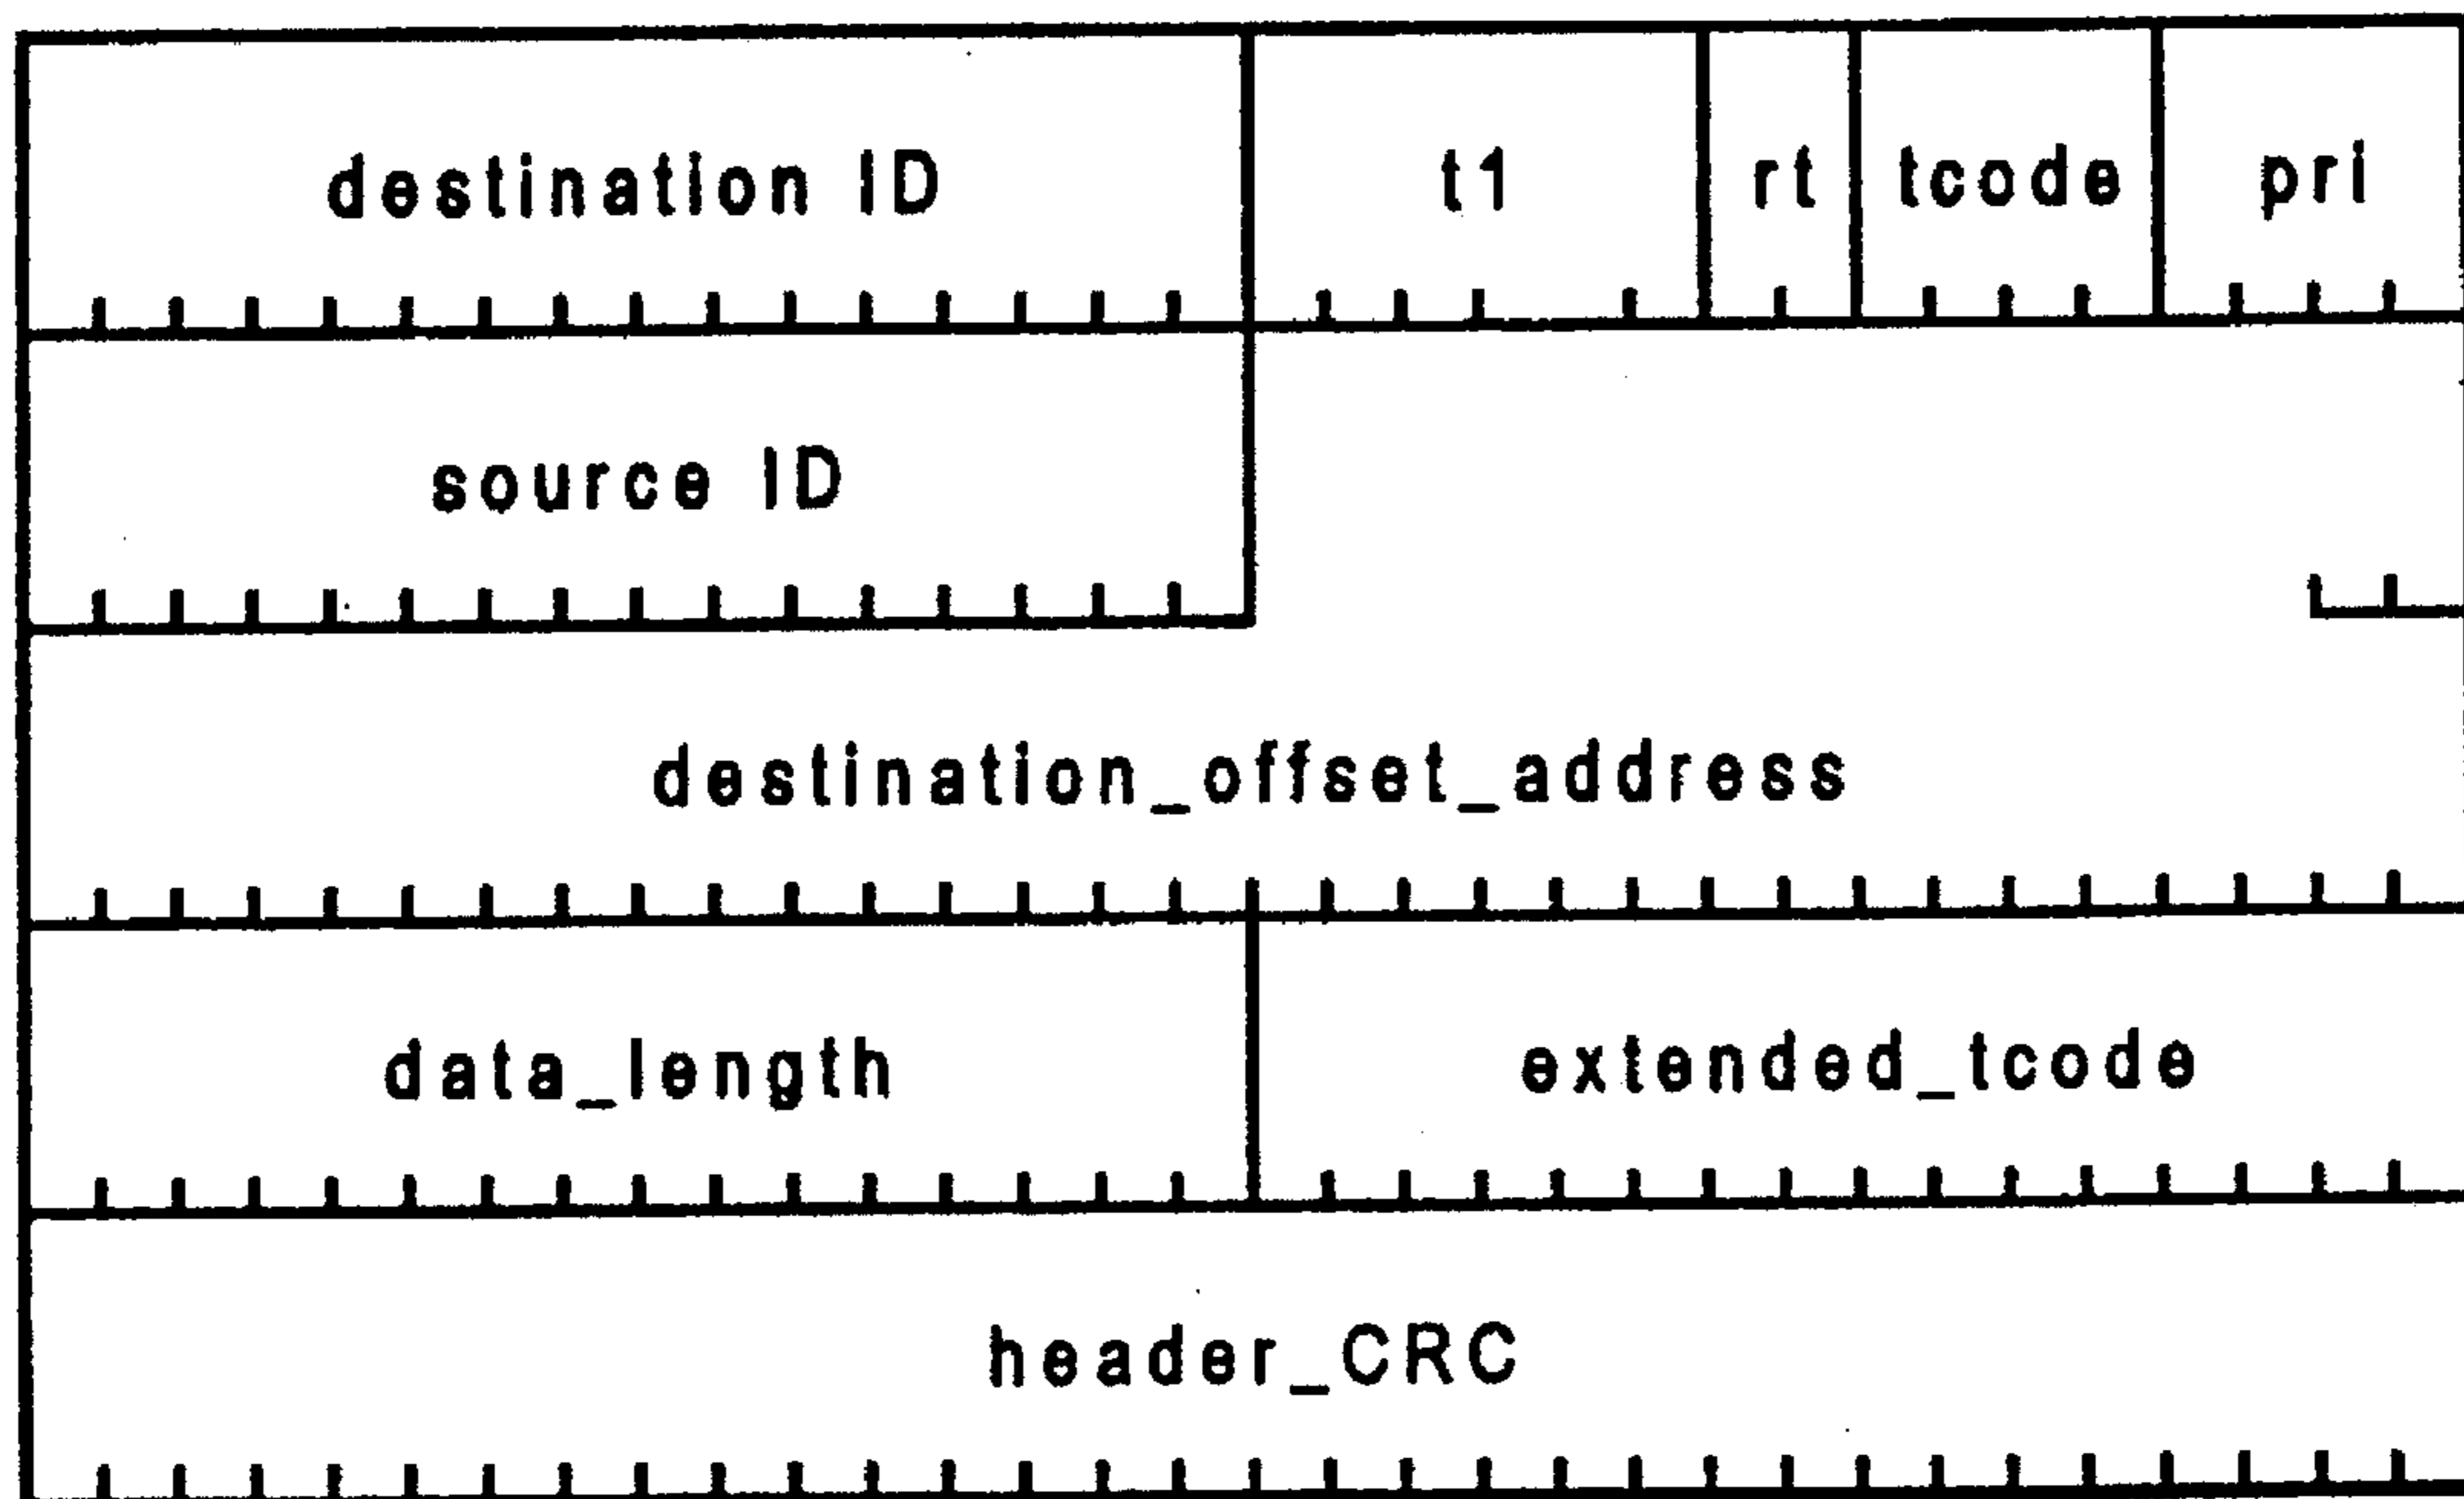 destination ID t1 rt tcode pri
source ID
destination_offset_address
data_length extended_tcode
header_CRC